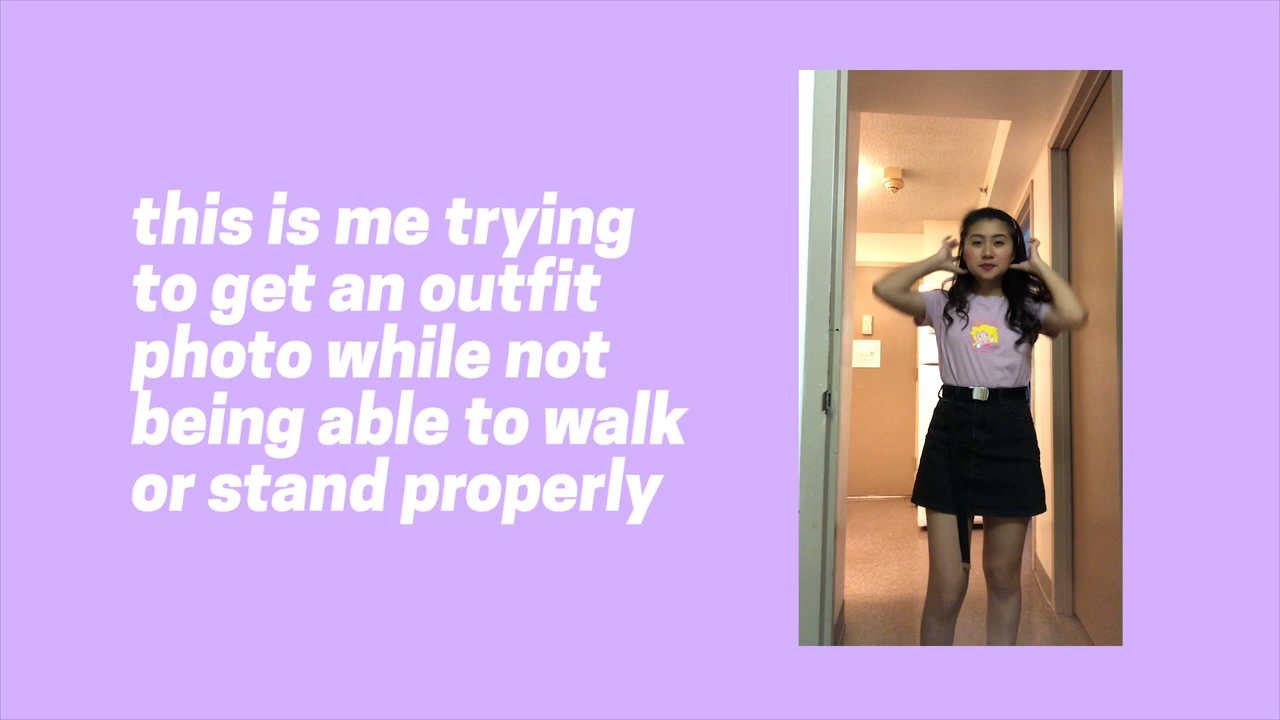 this is me trying
to get an outfit
photo while not
being able to walk
or stand properly